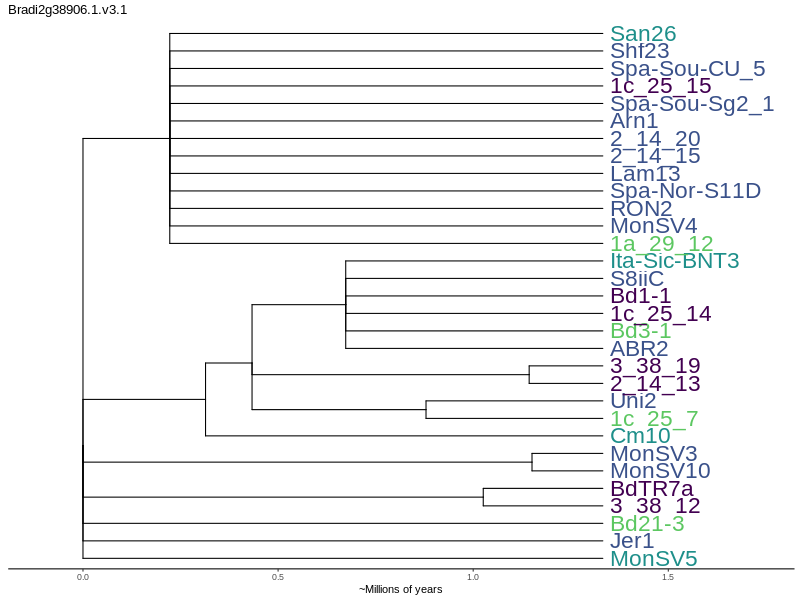 Bradi2g38906.1.v3.1
San26
Shf23
Spa-Sou-CU_5
1c_25_15
Spa-Sou-Sg2_1
Arn1
2_14_20
2_14_15
Lam13
Spa-Nor-S11D
RON2
MonSV4
1a_29_12
Ita-Sic-BNT3
S8iiC
Bd1-1
1c_25_14
Bd3-1
ABR2
3_38_19
2_14_13
Uni2
1c_25_7
Cm10
MonSV3
MonSV10
BdTR7a
3_38_12
Bd21-3
Jer1
MonSV5
0.0 0.5 1.0 1.5
~Millions of years